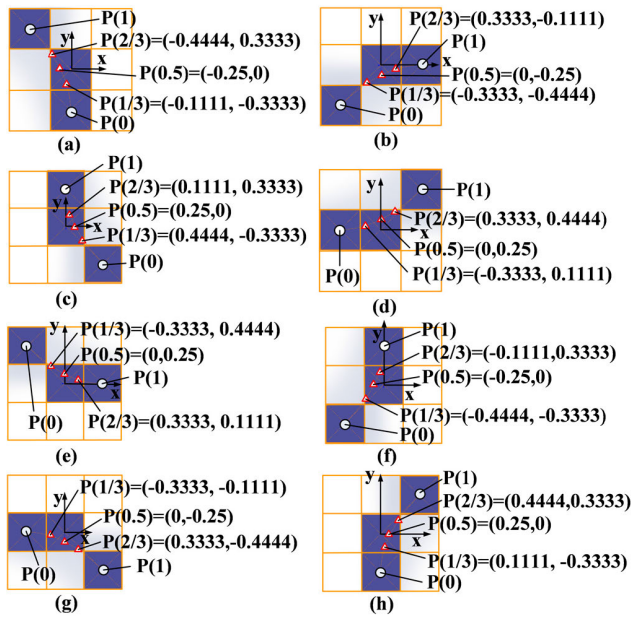 P(1)
y
P(2/3)=(-0.4444, 0.3333)
x
P(0.5)=(-0.25,0)
P(1/3)=(-0.1111, -0.3333)
P(0)
(a)
y
P(2/3)=(0.3333,-0.1111)
P(1)
x
P(0.5)=(0,-0.25)
P(1/3)=(-0.3333, -0.4444)
P(0)
(b)
P(1)
y
P(2/3)=(0.1111, 0.3333)
P(0.5)=(0.25,0)
x
P(1/3)=(0.4444, -0.3333)
P(0)
(c)
y
P(1)
P(2/3)=(0.3333, 0.4444)
x
P(0.5)=(0,0.25)
P(0)
P(1/3)=(-0.3333, 0.1111)
(d)
y
P(1/3)=(-0.3333, 0.4444)
P(0.5)=(0,0.25)
P(1)
x
P(0)
P(2/3)=(0.3333, 0.1111)
(e)
y
P(1)
P(2/3)=(-0.1111,0.3333)
P(0.5)=(-0.25,0)
x
P(1/3)=(-0.4444, -0.3333)
P(0)
(f)
y
P(1/3)=(-0.3333, -0.1111)
P(0.5)=(0,-0.25)
x
P(2/3)=(0.3333,-0.4444)
P(0)
P(1)
(g)
y
P(1)
P(2/3)=(0.4444,0.3333)
P(0.5)=(0.25,0)
x
P(1/3)=(0.1111, -0.3333)
P(0)
(h)